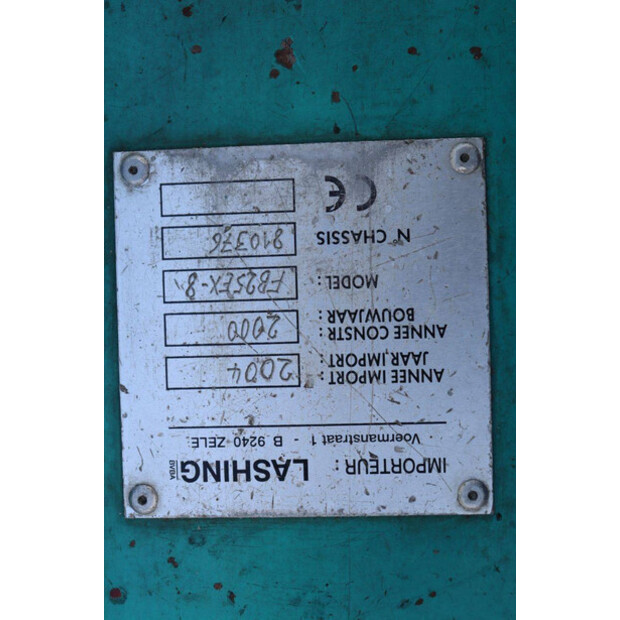 IMPORTEUR: LASHING BVBA
Voermanstraat 1 - B 9240 ZELE
ANNEE IMPORT
JAAR, IMPORT: 2004
ANNEE CONSTR
BOUWJAAR: 2000
MODEL: FB25EX-8
N° CHASSIS 810376
CE